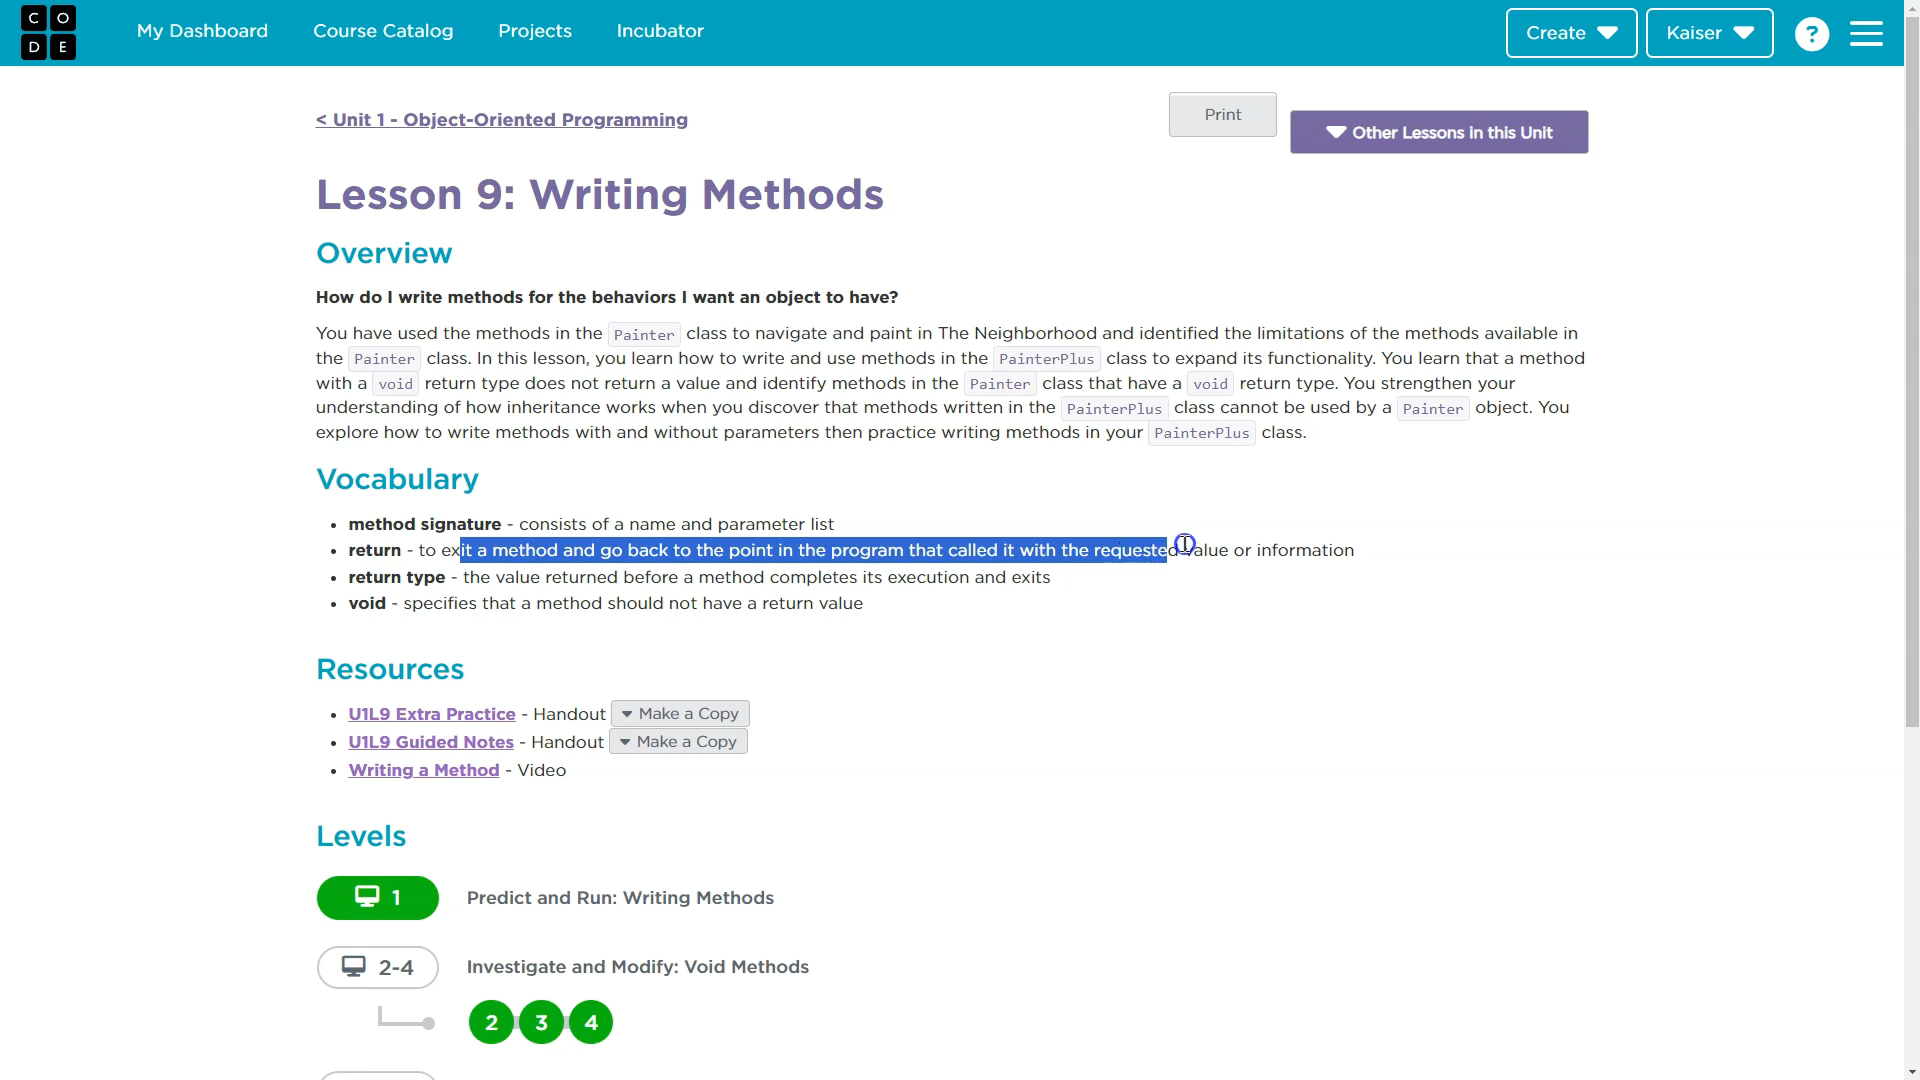 C O
D E
My Dashboard
Course Catalog
Projects
Incubator
Create
Kaiser
?
< Unit 1 - Object-Oriented Programming
Print
Other Lessons in this Unit
Lesson 9: Writing Methods
Overview
How do I write methods for the behaviors I want an object to have?
You have used the methods in the Painter class to navigate and paint in The Neighborhood and identified the limitations of the methods available in
the Painter class. In this lesson, you learn how to write and use methods in the PainterPlus class to expand its functionality. You learn that a method
with a void return type does not return a value and identify methods in the Painter class that have a void return type. You strengthen your
understanding of how inheritance works when you discover that methods written in the PainterPlus class cannot be used by a Painter object. You
explore how to write methods with and without parameters then practice writing methods in your PainterPlus class.
Vocabulary
• method signature - consists of a name and parameter list
• return - to exit a method and go back to the point in the program that called it with the requested value or information
• return type - the value returned before a method completes its execution and exits
• void - specifies that a method should not have a return value
Resources
• U1L9 Extra Practice - Handout Make a Copy
• U1L9 Guided Notes - Handout Make a Copy
• Writing a Method - Video
Levels
1 Predict and Run: Writing Methods
2-4 Investigate and Modify: Void Methods
2 3 4